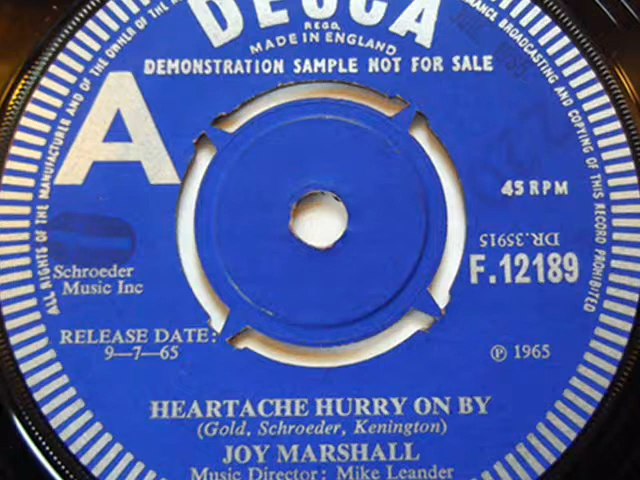 DECCA
REGD.
MADE IN ENGLAND
DEMONSTRATION SAMPLE NOT FOR SALE
ALL RIGHTS OF THE MANUFACTURER AND OF THE OWNER OF THE
BROADCASTING AND COPYING OF THIS RECORD PROHIBITED
A
45 RPM
DR.35915
F.12189
Schroeder
Music Inc
RELEASE DATE:
9—7—65
℗ 1965
HEARTACHE HURRY ON BY
(Gold, Schroeder, Kenington)
JOY MARSHALL
Music Director: Mike Leander